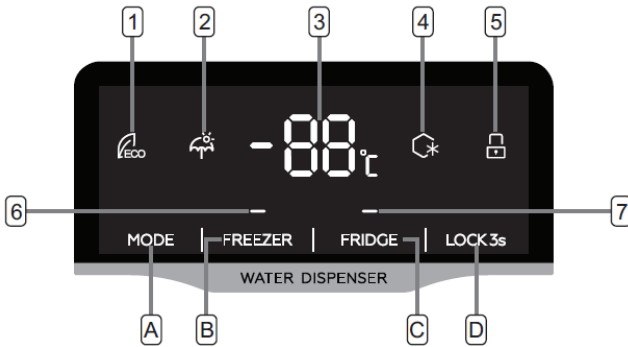 1 2 3 4 5
ECO -88°C
6 7
MODE FREEZER FRIDGE LOCK 3s
WATER DISPENSER
A B C D